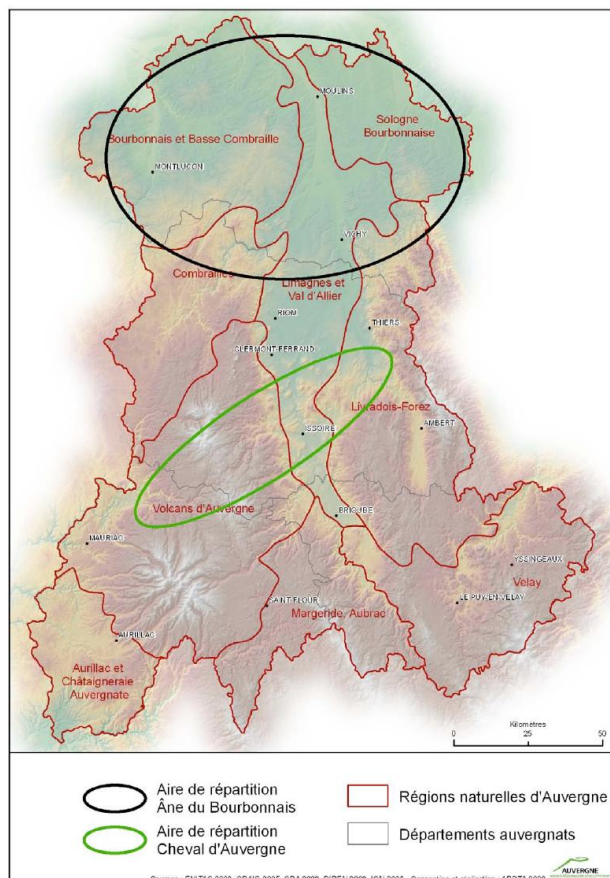 MOULINS
Sologne
Bourbonnaise
Bourbonnais et Basse Combraille
MONTLUCON
VICHY
Combrailles
Limagnes et
Val d'Allier
RIOM
THIERS
CLERMONT-FERRAND
Livradois-Forez
AMBERT
ISSOIRE
Volcans d'Auvergne
BRIOUDE
MAURIAC
YSSINGEAUX
Velay
LE PUY-EN-VELAY
SAINT-FLOUR
Margeride, Aubrac
AURILLAC
Aurillac et
Châtaigneraie
Auvergnate
Kilomètres
0 25 50
Aire de répartition
Âne du Bourbonnais
Régions naturelles d'Auvergne
Aire de répartition
Cheval d'Auvergne
Départements auvergnats
AUVERGNE